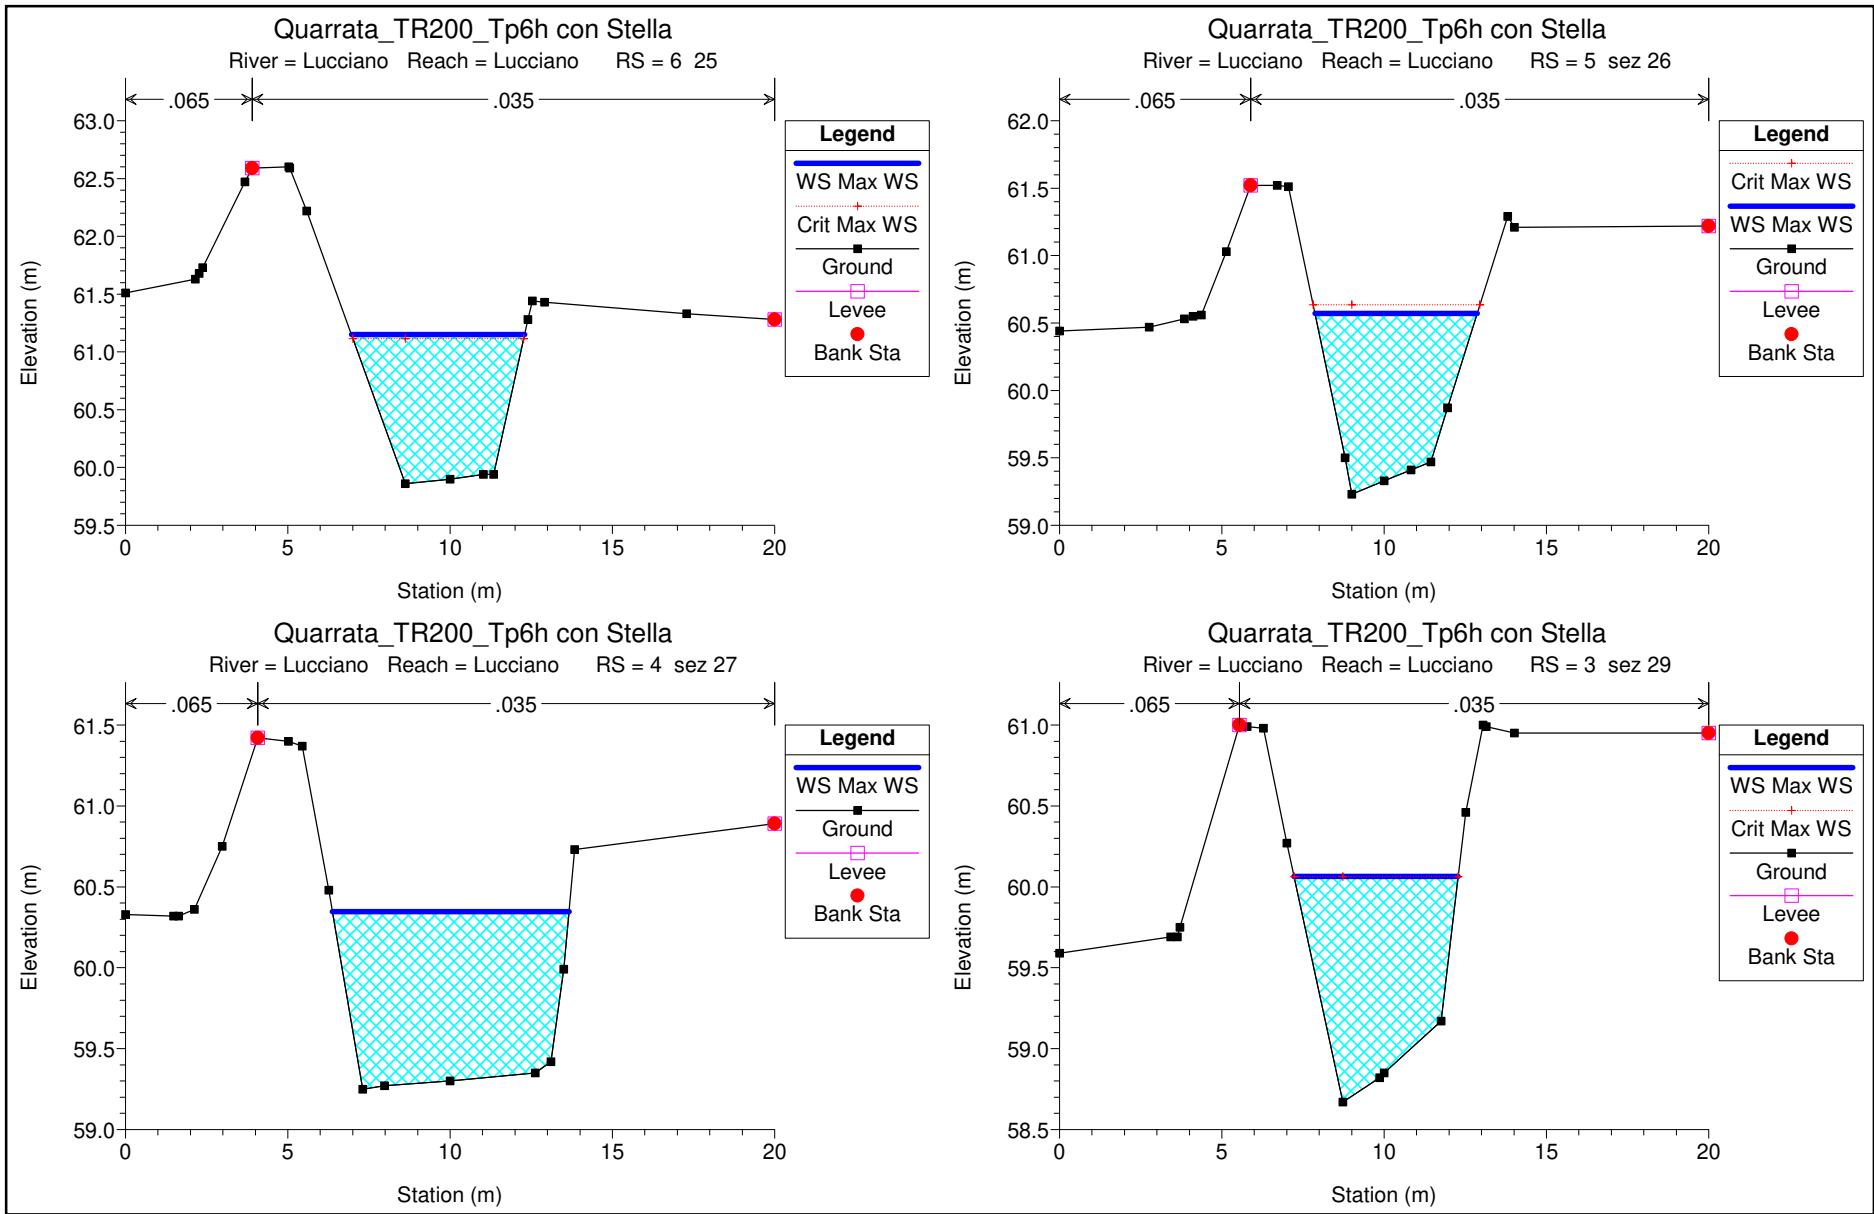 Quarrata_TR200_Tp6h con Stella
River = Lucciano Reach = Lucciano RS = 6 25
.065 .035
63.0
62.5
62.0
61.5
61.0
60.5
60.0
59.5
Elevation (m)
0 5 10 15 20
Station (m)
Legend
WS Max WS
Crit Max WS
Ground
Levee
Bank Sta
Quarrata_TR200_Tp6h con Stella
River = Lucciano Reach = Lucciano RS = 5 sez 26
.065 .035
62.0
61.5
61.0
60.5
60.0
59.5
59.0
Elevation (m)
0 5 10 15 20
Station (m)
Legend
Crit Max WS
WS Max WS
Ground
Levee
Bank Sta
Quarrata_TR200_Tp6h con Stella
River = Lucciano Reach = Lucciano RS = 4 sez 27
.065 .035
61.5
61.0
60.5
60.0
59.5
59.0
Elevation (m)
0 5 10 15 20
Station (m)
Legend
WS Max WS
Ground
Levee
Bank Sta
Quarrata_TR200_Tp6h con Stella
River = Lucciano Reach = Lucciano RS = 3 sez 29
.065 .035
61.0
60.5
60.0
59.5
59.0
58.5
Elevation (m)
0 5 10 15 20
Station (m)
Legend
WS Max WS
Crit Max WS
Ground
Levee
Bank Sta